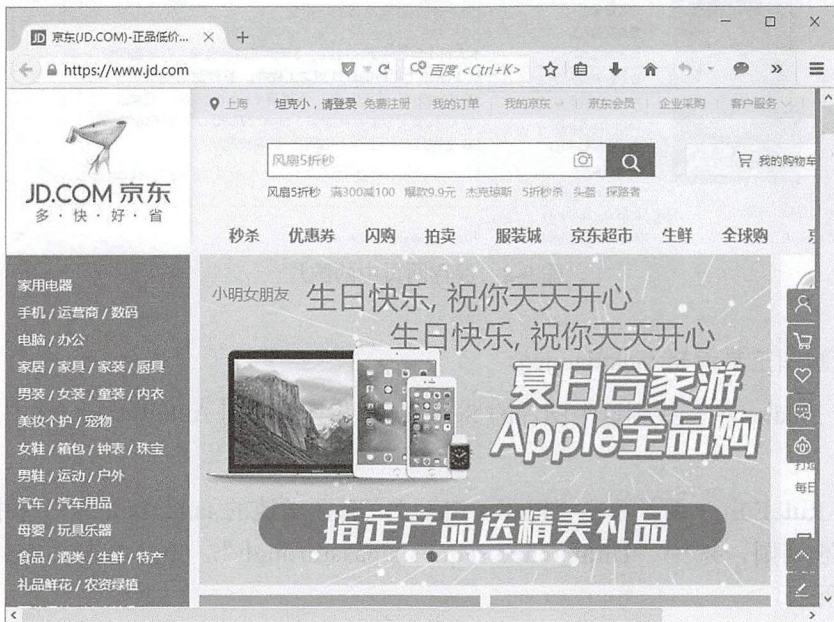 JD 京东(JD.COM)-正品低价...
https://www.jd.com
百度 <Ctrl+K>
上海 坦克小，请登录 免费注册 我的订单 我的京东 京东会员 企业采购 客户服务
风扇5折秒
我的购物车
风扇5折秒 满300减100 爆款9.9元 杰克琼斯 5折秒杀 头盔 探路者
JD.COM 京东
多·快·好·省
秒杀 优惠券 闪购 拍卖 服装城 京东超市 生鲜 全球购
家用电器
手机 / 运营商 / 数码
电脑 / 办公
家居 / 家具 / 家装 / 厨具
男装 / 女装 / 童装 / 内衣
美妆个护 / 宠物
女鞋 / 箱包 / 钟表 / 珠宝
男鞋 / 运动 / 户外
汽车 / 汽车用品
母婴 / 玩具乐器
食品 / 酒类 / 生鲜 / 特产
礼品鲜花 / 农资绿植
小明女朋友 生日快乐, 祝你天天开心
生日快乐, 祝你天天开心
夏日合家游
Apple全品购
指定产品送精美礼品
每日